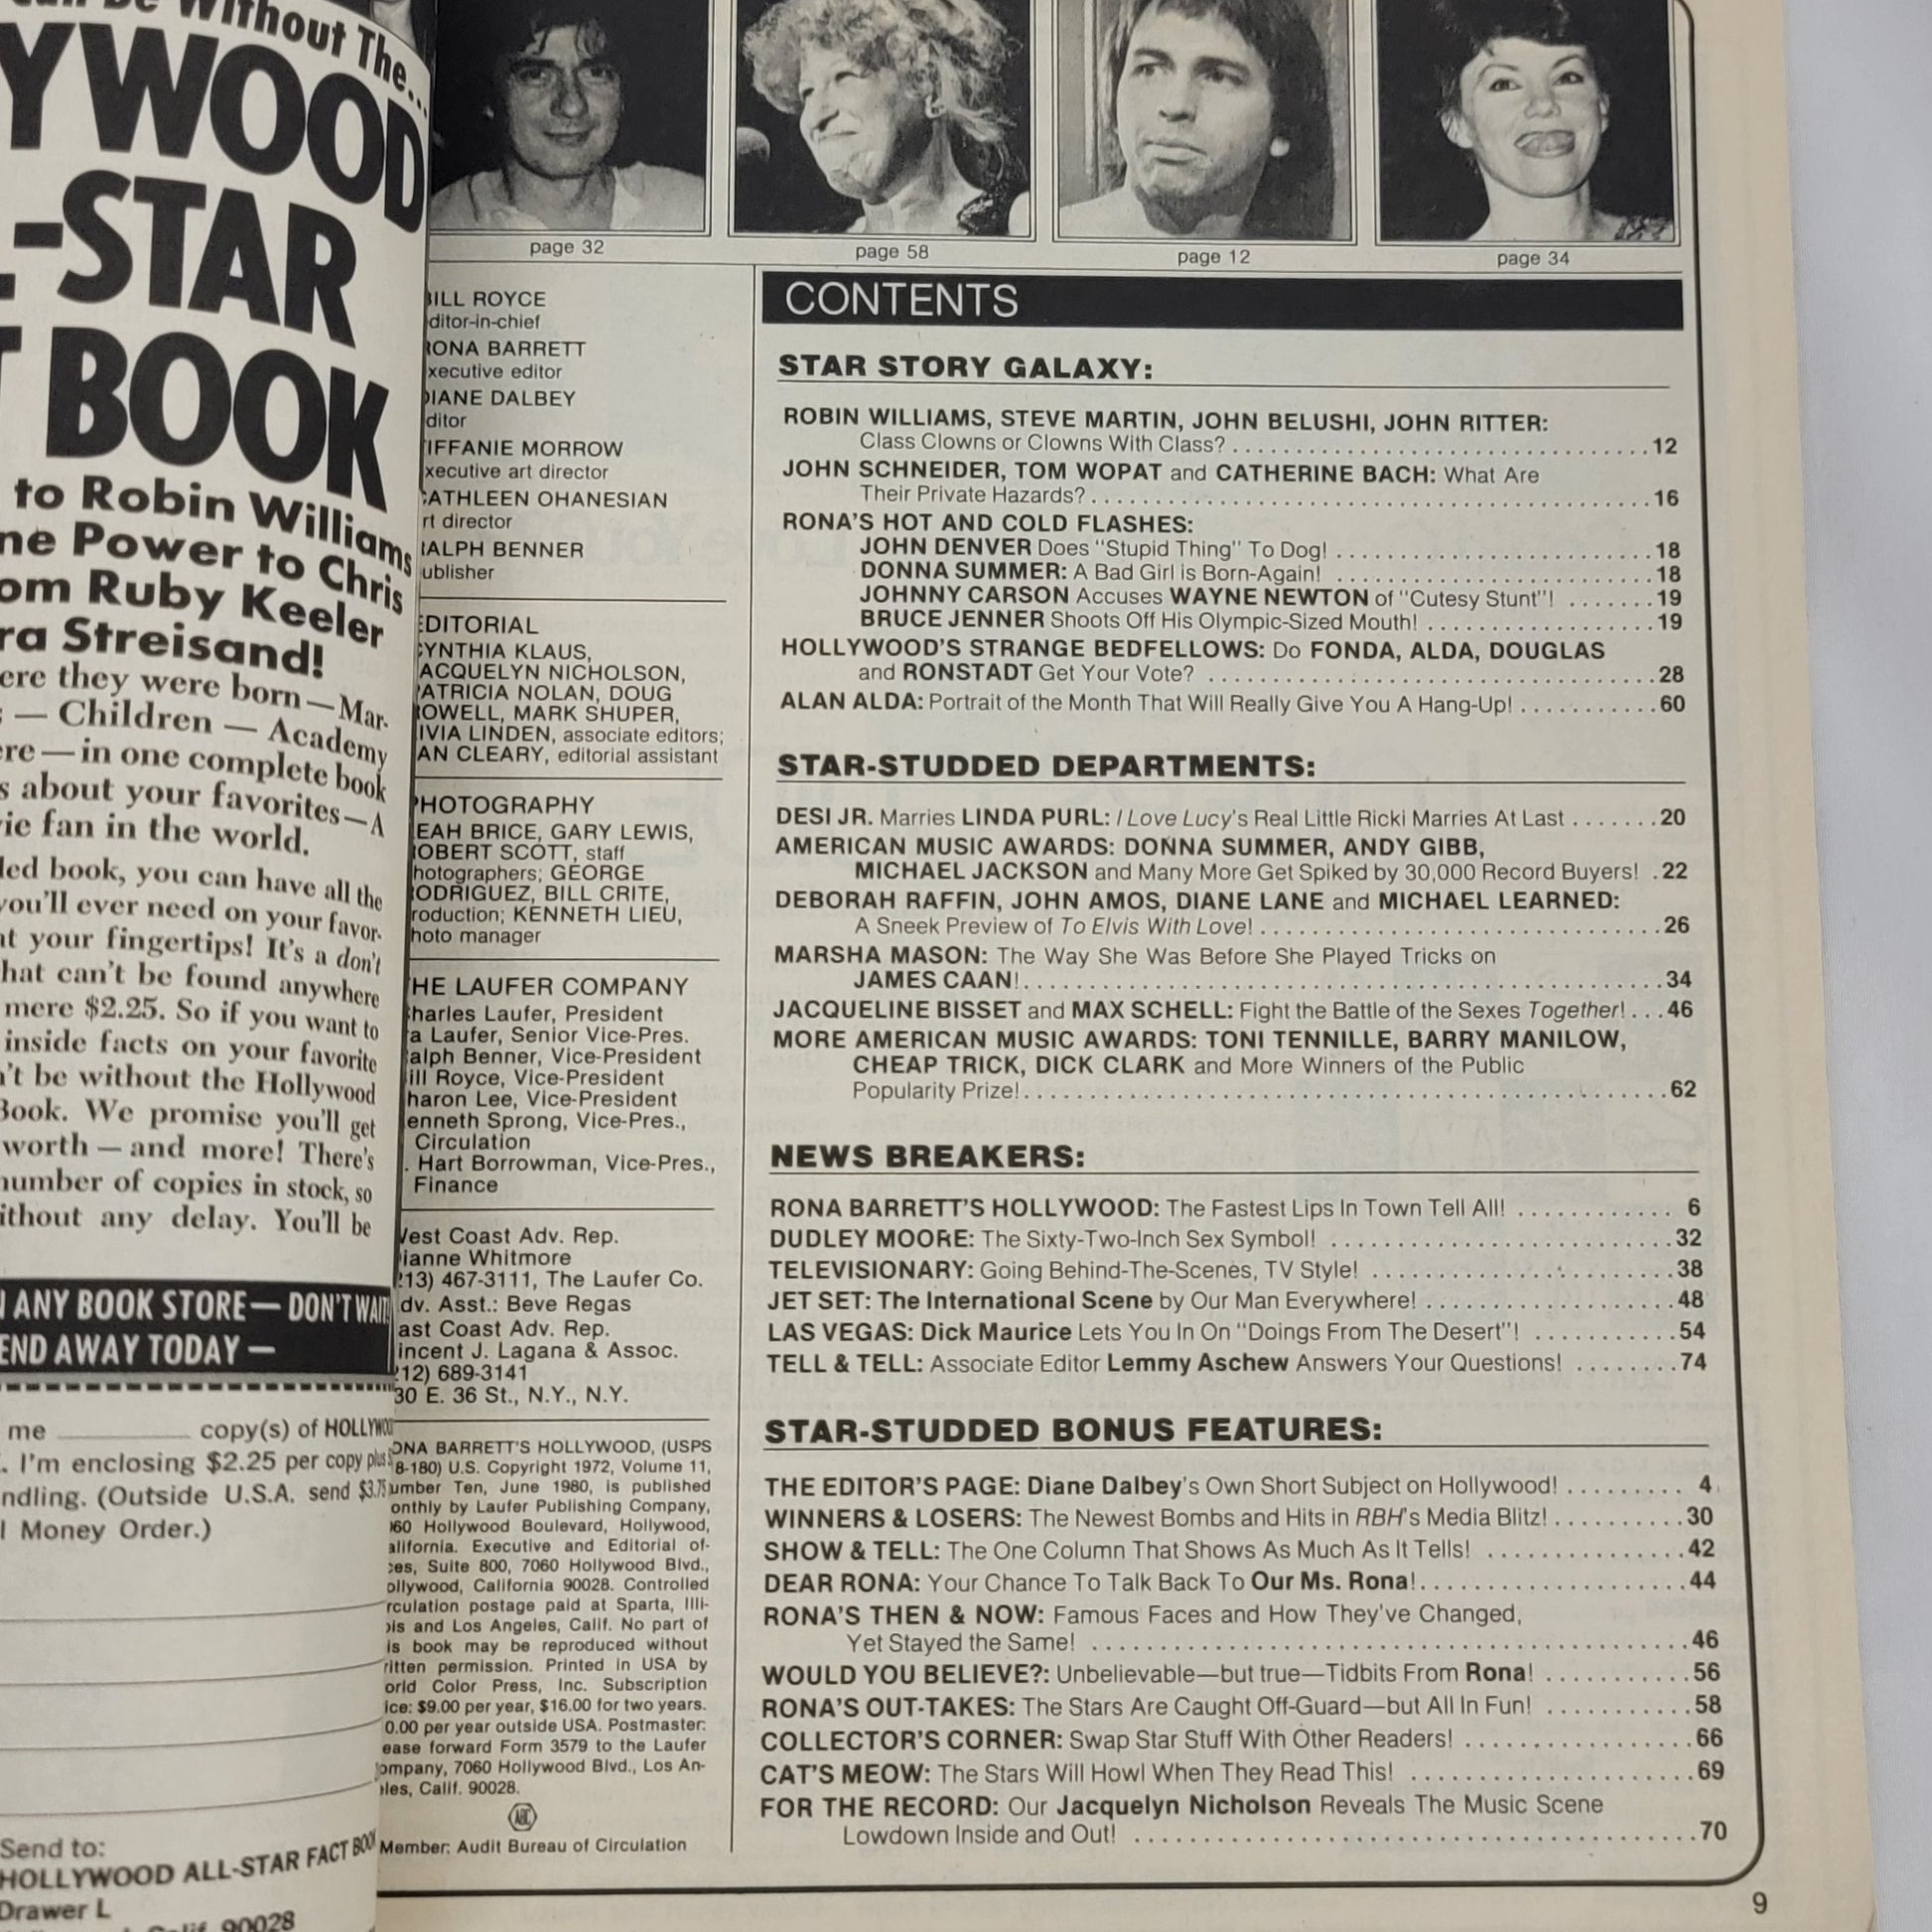 Be Without The...
YWOOD
-STAR
BOOK
to Robin Williams
Power to Chris
Ruby Keeler
Streisand!
they were born — Mar-
— Children — Academy
— in one complete book
about your favorites — A
fan in the world.
book, you can have all the
you'll ever need on your favor-
your fingertips! It's a don't
can't be found anywhere
mere $2.25. So if you want to
inside facts on your favorite
be without the Hollywood
Book. We promise you'll get
worth — and more! There's
number of copies in stock, so
any delay. You'll be
ANY BOOK STORE — DON'T WAIT
AWAY TODAY —
me ________ copy(s) of
I'm enclosing $2.25 per copy plus
(Outside U.S.A. send $3.75
Money Order.)
Send to:
HOLLYWOOD ALL-STAR FACT BOOK
Drawer L
90028
page 32
page 58
page 12
page 34
BILL ROYCE
editor-in-chief
RONA BARRETT
executive editor
DIANE DALBEY
editor
TIFFANIE MORROW
executive art director
CATHLEEN OHANESIAN
art director
RALPH BENNER
publisher
EDITORIAL
CYNTHIA KLAUS,
JACQUELYN NICHOLSON,
PATRICIA NOLAN, DOUG
MARK SHUPER,
LINDEN, associate editors;
CLEARY, editorial assistant
PHOTOGRAPHY
BRICE, GARY LEWIS,
ROBERT SCOTT, staff
photographers; GEORGE
RODRIGUEZ, BILL CRITE,
production; KENNETH LIEU,
photo manager
THE LAUFER COMPANY
Charles Laufer, President
Laufer, Senior Vice-Pres.
Ralph Benner, Vice-President
Bill Royce, Vice-President
Sharon Lee, Vice-President
Kenneth Sprong, Vice-Pres.,
Circulation
Hart Borrowman, Vice-Pres.,
Finance
West Coast Adv. Rep.
Dianne Whitmore
(213) 467-3111, The Laufer Co.
Adv. Asst.: Beve Regas
East Coast Adv. Rep.
Vincent J. Lagana & Assoc.
(212) 689-3141
E. 36 St., N.Y., N.Y.
RONA BARRETT'S HOLLYWOOD, (USPS
U.S. Copyright 1972, Volume 11,
Number Ten, June 1980, is published
monthly by Laufer Publishing Company,
7060 Hollywood Boulevard, Hollywood,
California. Executive and Editorial of-
fices, Suite 800, 7060 Hollywood Blvd.,
Hollywood, California 90028. Controlled
circulation postage paid at Sparta, Illi-
nois and Los Angeles, Calif. No part of
this book may be reproduced without
written permission. Printed in USA by
World Color Press, Inc. Subscription
price: $9.00 per year, $16.00 for two years.
per year outside USA. Postmaster:
Please forward Form 3579 to the Laufer
Company, 7060 Hollywood Blvd., Los An-
geles, Calif. 90028.
ABC
Member: Audit Bureau of Circulation
CONTENTS
STAR STORY GALAXY:
ROBIN WILLIAMS, STEVE MARTIN, JOHN BELUSHI, JOHN RITTER:
Class Clowns or Clowns With Class? ... 12
JOHN SCHNEIDER, TOM WOPAT and CATHERINE BACH: What Are
Their Private Hazards? ... 16
RONA'S HOT AND COLD FLASHES:
JOHN DENVER Does "Stupid Thing" To Dog! ... 18
DONNA SUMMER: A Bad Girl is Born-Again! ... 18
JOHNNY CARSON Accuses WAYNE NEWTON of "Cutesy Stunt"! ... 19
BRUCE JENNER Shoots Off His Olympic-Sized Mouth! ... 19
HOLLYWOOD'S STRANGE BEDFELLOWS: Do FONDA, ALDA, DOUGLAS
and RONSTADT Get Your Vote? ... 28
ALAN ALDA: Portrait of the Month That Will Really Give You A Hang-Up! ... 60
STAR-STUDDED DEPARTMENTS:
DESI JR. Marries LINDA PURL: I Love Lucy's Real Little Ricki Marries At Last ... 20
AMERICAN MUSIC AWARDS: DONNA SUMMER, ANDY GIBB,
MICHAEL JACKSON and Many More Get Spiked by 30,000 Record Buyers! . 22
DEBORAH RAFFIN, JOHN AMOS, DIANE LANE and MICHAEL LEARNED:
A Sneek Preview of To Elvis With Love! ... 26
MARSHA MASON: The Way She Was Before She Played Tricks on
JAMES CAAN! ... 34
JACQUELINE BISSET and MAX SCHELL: Fight the Battle of the Sexes Together! ... 46
MORE AMERICAN MUSIC AWARDS: TONI TENNILLE, BARRY MANILOW,
CHEAP TRICK, DICK CLARK and More Winners of the Public
Popularity Prize! ... 62
NEWS BREAKERS:
RONA BARRETT'S HOLLYWOOD: The Fastest Lips In Town Tell All! ... 6
DUDLEY MOORE: The Sixty-Two-Inch Sex Symbol! ... 32
TELEVISIONARY: Going Behind-The-Scenes, TV Style! ... 38
JET SET: The International Scene by Our Man Everywhere! ... 48
LAS VEGAS: Dick Maurice Lets You In On "Doings From The Desert"! ... 54
TELL & TELL: Associate Editor Lemmy Aschew Answers Your Questions! ... 74
STAR-STUDDED BONUS FEATURES:
THE EDITOR'S PAGE: Diane Dalbey's Own Short Subject on Hollywood! ... 4
WINNERS & LOSERS: The Newest Bombs and Hits in RBH's Media Blitz! ... 30
SHOW & TELL: The One Column That Shows As Much As It Tells! ... 42
DEAR RONA: Your Chance To Talk Back To Our Ms. Rona! ... 44
RONA'S THEN & NOW: Famous Faces and How They've Changed,
Yet Stayed the Same! ... 46
WOULD YOU BELIEVE?: Unbelievable—but true—Tidbits From Rona! ... 56
RONA'S OUT-TAKES: The Stars Are Caught Off-Guard—but All In Fun! ... 58
COLLECTOR'S CORNER: Swap Star Stuff With Other Readers! ... 66
CAT'S MEOW: The Stars Will Howl When They Read This! ... 69
FOR THE RECORD: Our Jacquelyn Nicholson Reveals The Music Scene
Lowdown Inside and Out! ... 70
9